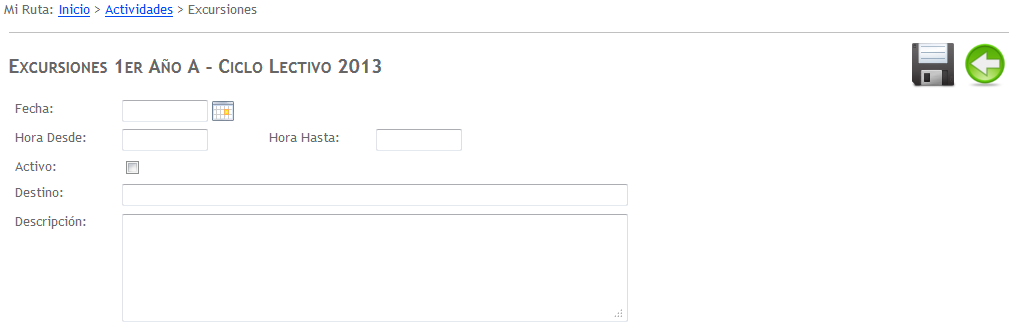 Mi Ruta: Inicio > Actividades > Excursiones
Excursiones 1er Año A - Ciclo Lectivo 2013
Fecha:
Hora Desde: Hora Hasta:
Activo:
Destino:
Descripción: